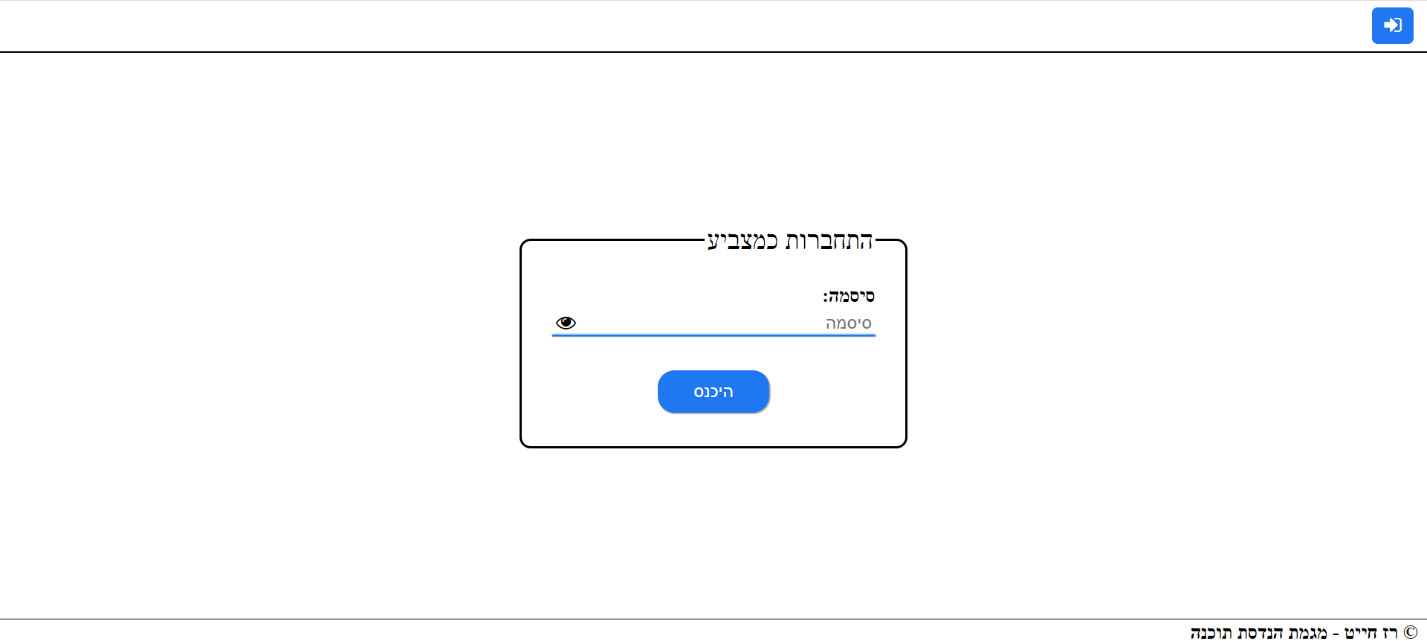 התחברות כמצביע
סיסמה:
סיסמה
היכנס
© רז חייט - מגמת הנדסת תוכנה